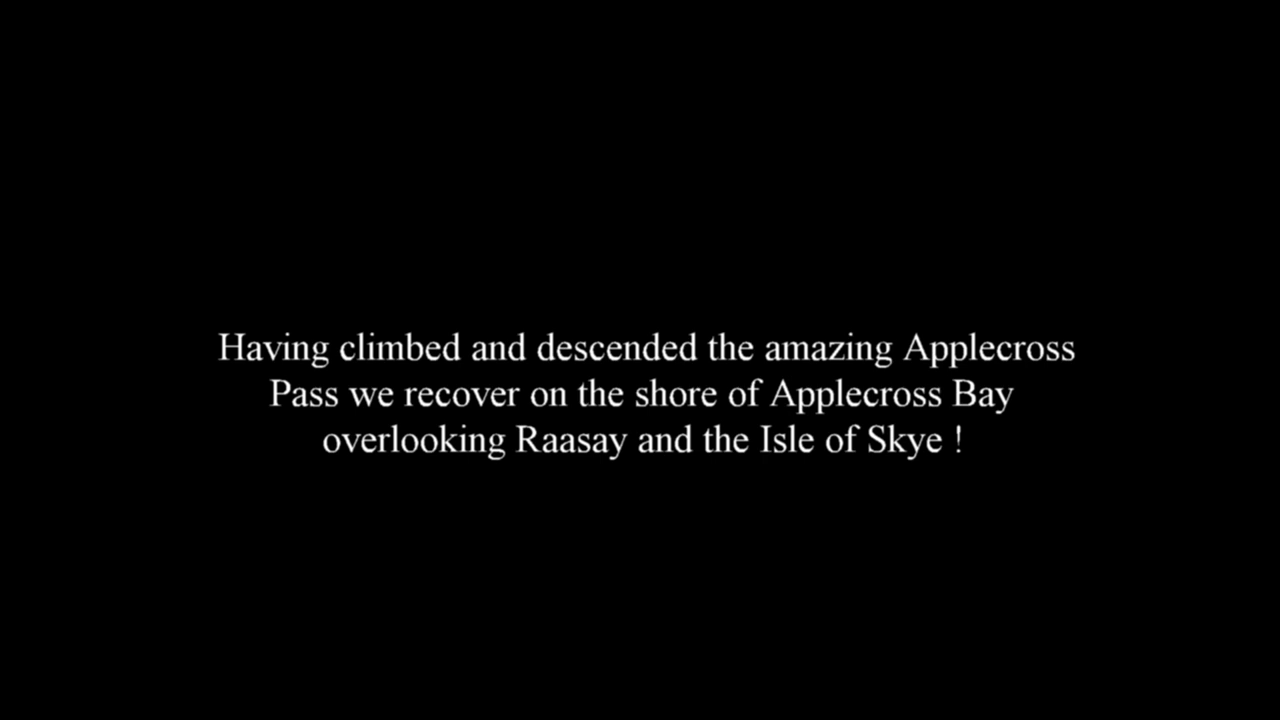 Having climbed and descended the amazing Applecross
Pass we recover on the shore of Applecross Bay
overlooking Raasay and the Isle of Skye !